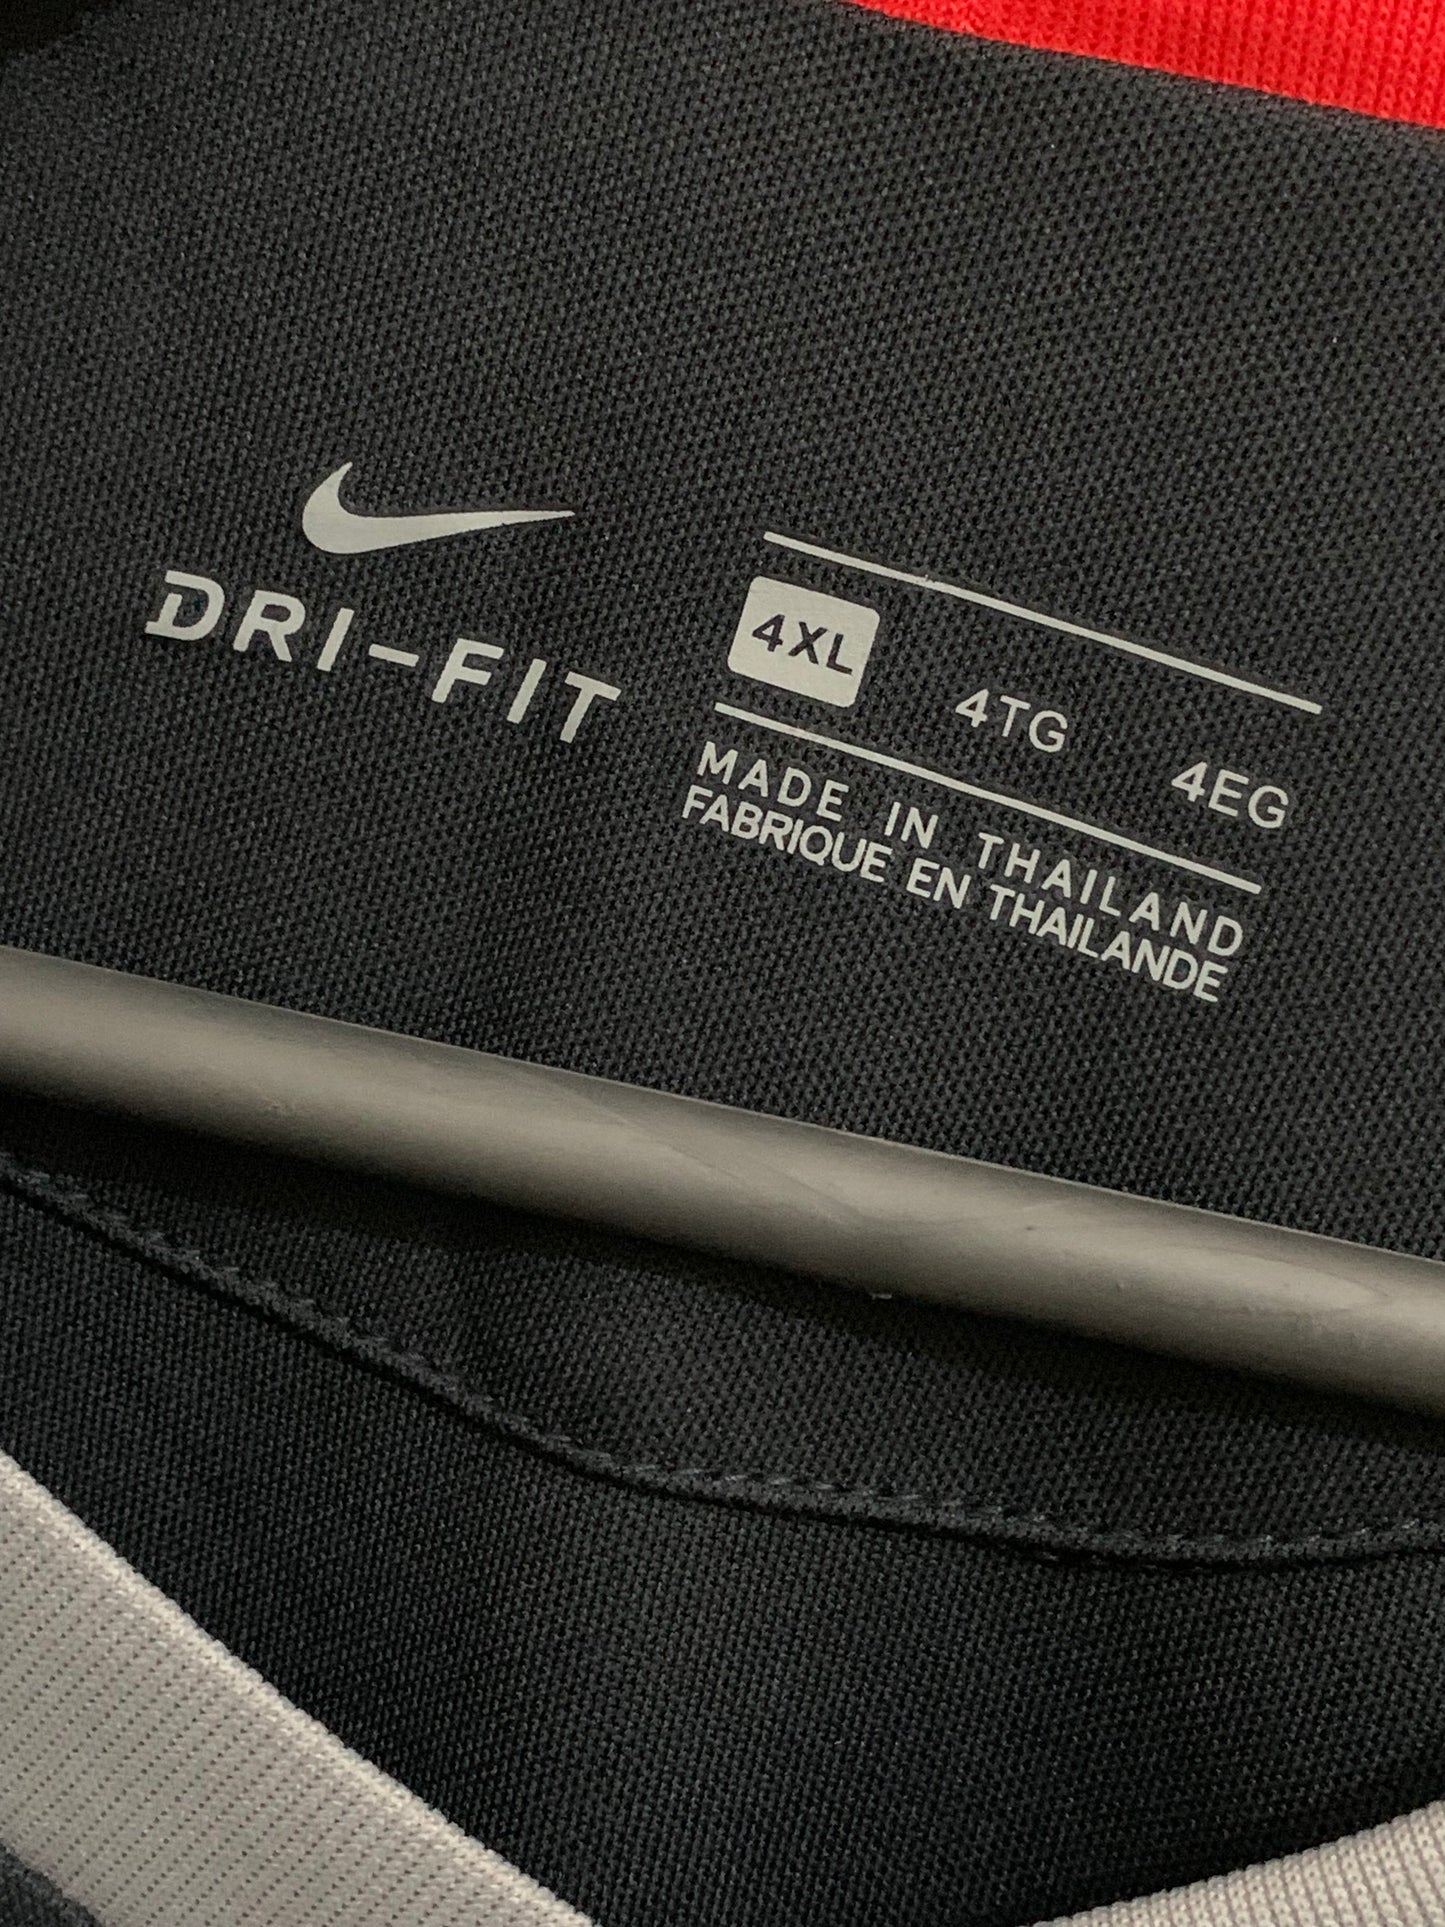 DRI-FIT
4XL 4TG 4EG
MADE IN THAILAND
FABRIQUE EN THAILANDE